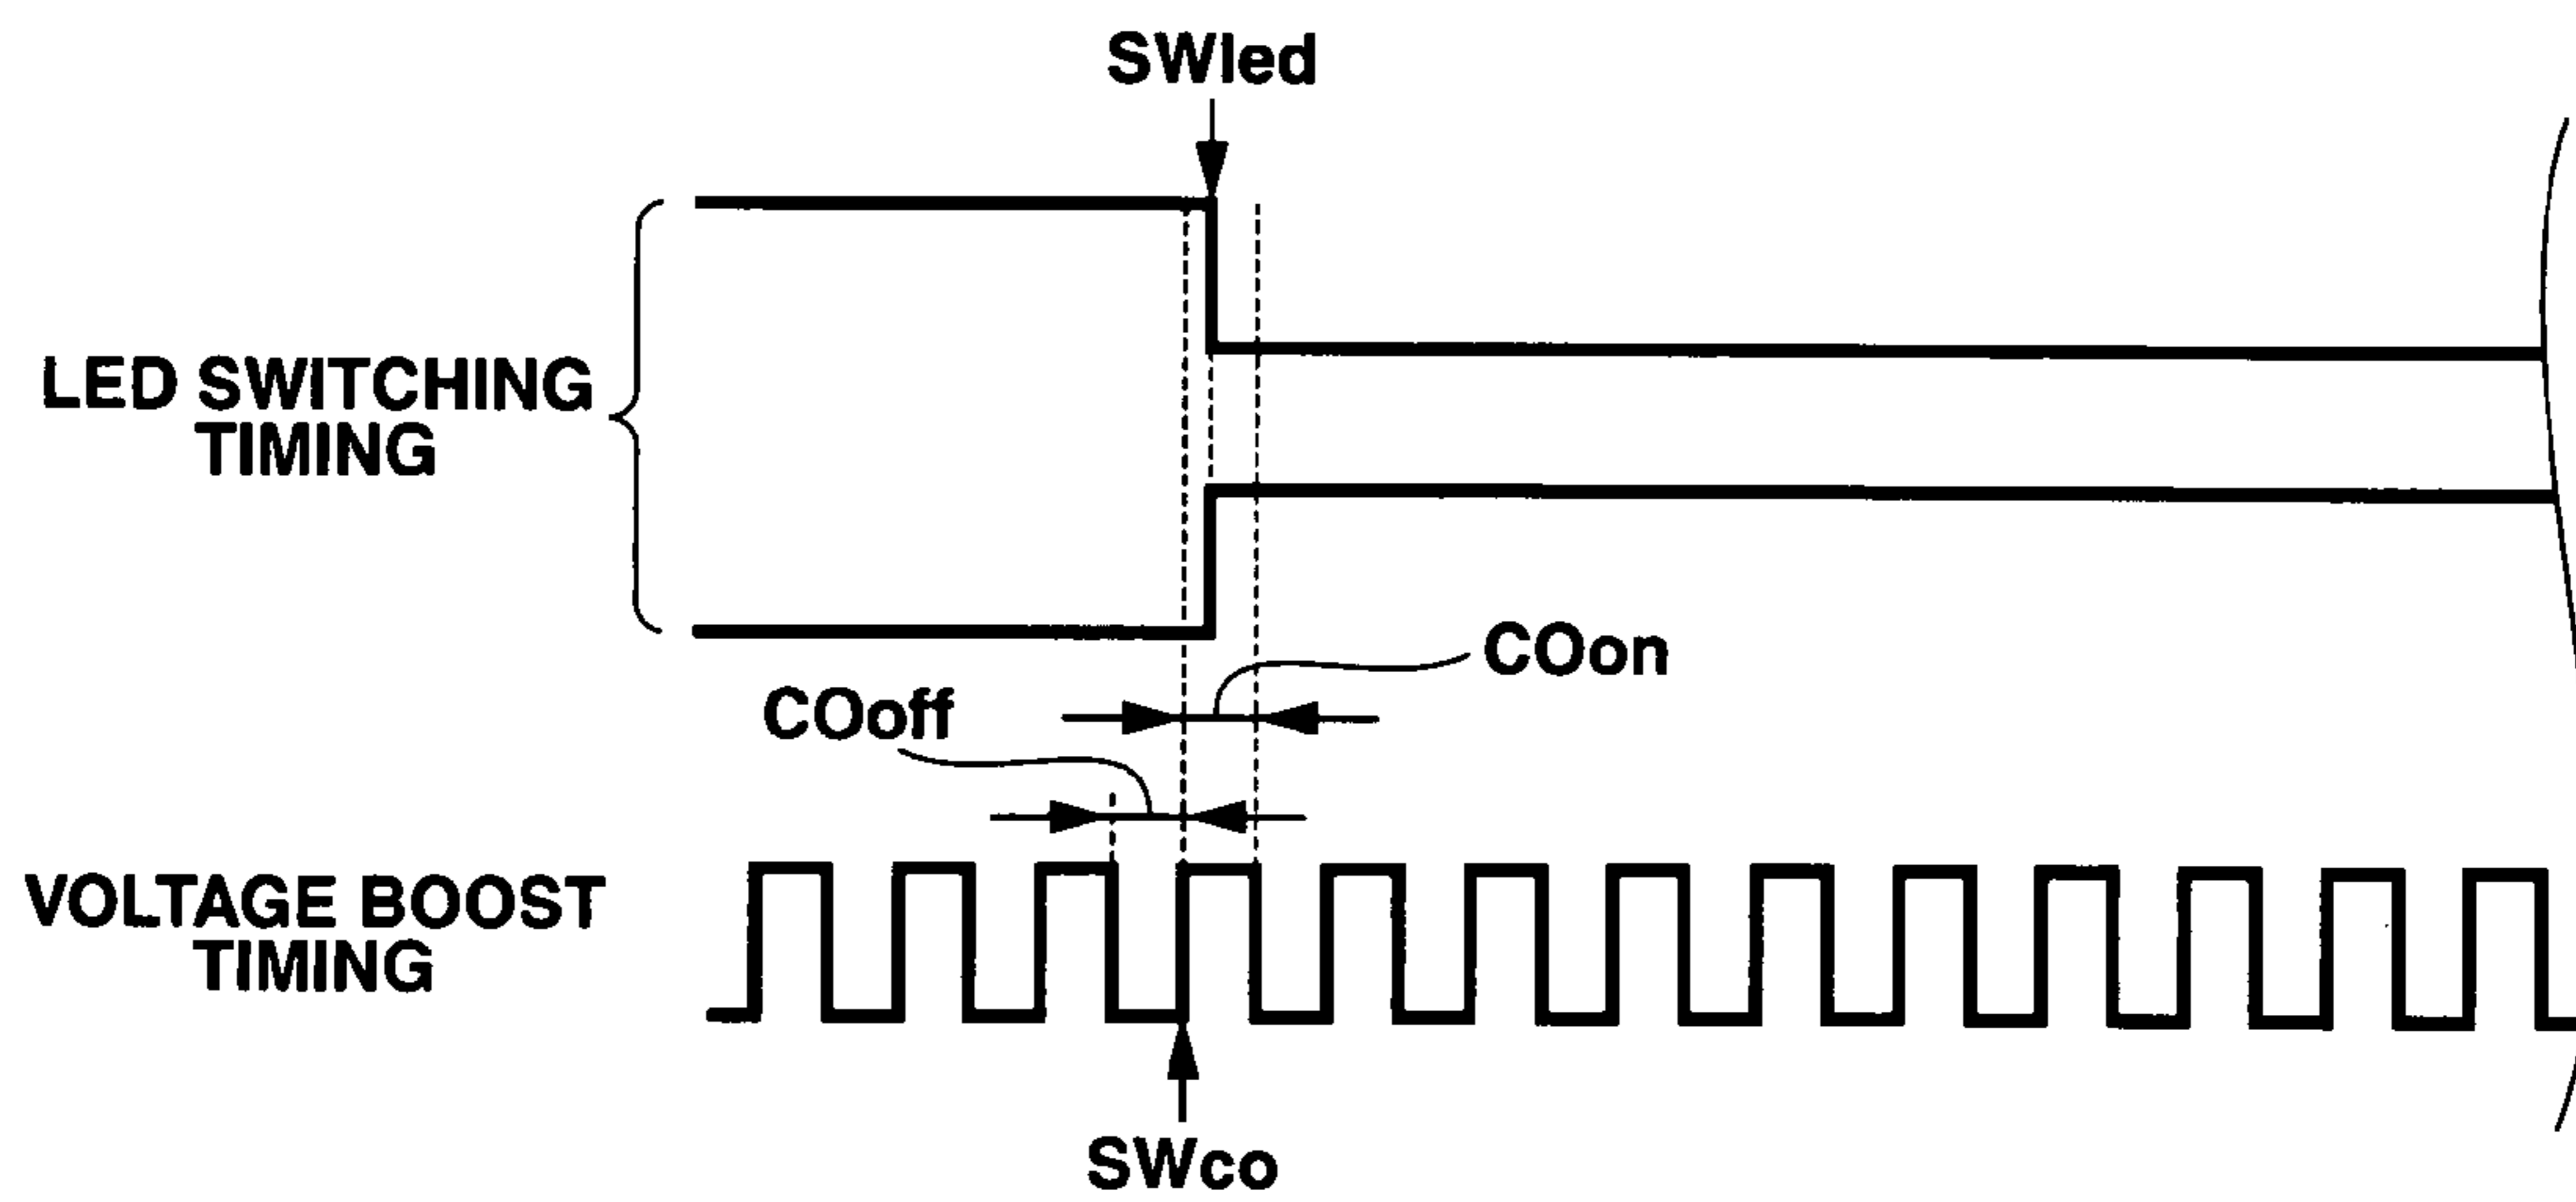 SWled
LED SWITCHING
TIMING
COon
COoff
VOLTAGE BOOST
TIMING
SWco